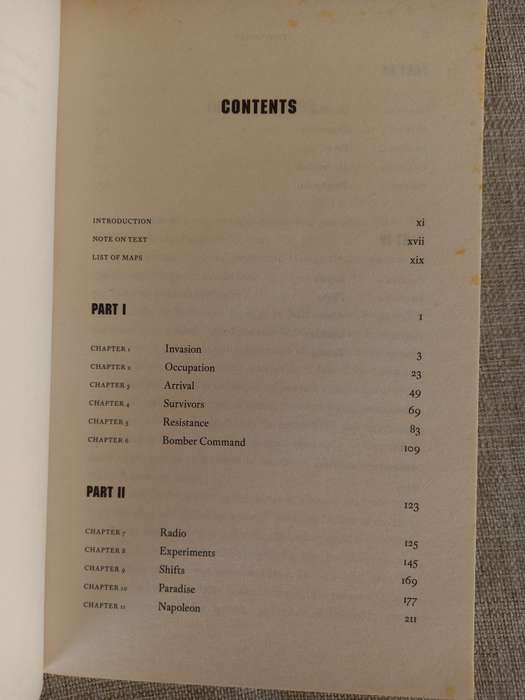 CONTENTS
INTRODUCTION xi
NOTE ON TEXT xvii
LIST OF MAPS xix
PART I 1
CHAPTER 1 Invasion 3
CHAPTER 2 Occupation 23
CHAPTER 3 Arrival 49
CHAPTER 4 Survivors 69
CHAPTER 5 Resistance 83
CHAPTER 6 Bomber Command 109
PART II 123
CHAPTER 7 Radio 125
CHAPTER 8 Experiments 145
CHAPTER 9 Shifts 169
CHAPTER 10 Paradise 177
CHAPTER 11 Napoleon 211